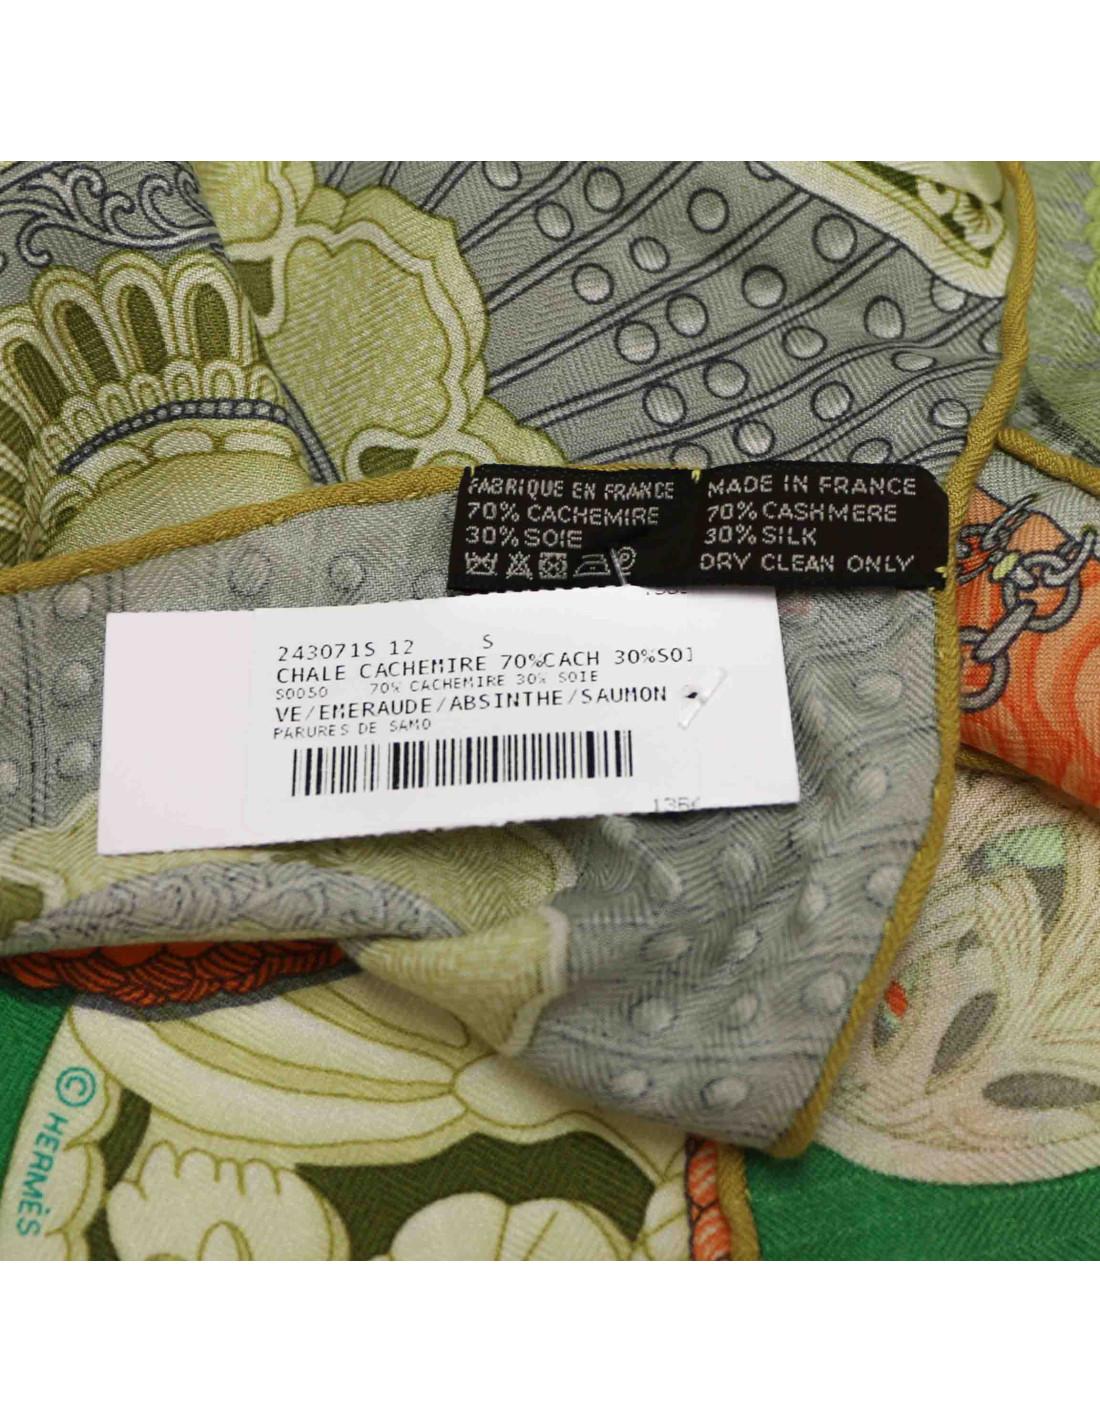 FABRIQUE EN FRANCE
70% CACHEMIRE
30% SOIE
MADE IN FRANCE
70% CASHMERE
30% SILK
DRY CLEAN ONLY
243071S 12 S
CHALE CACHEMIRE 70%CACH 30%SOI
S0050 70% CACHEMIRE 30% SOIE
VE/EMERAUDE/ABSINTHE/SAUMON
PARURES DE SAMO
© HERMÈS